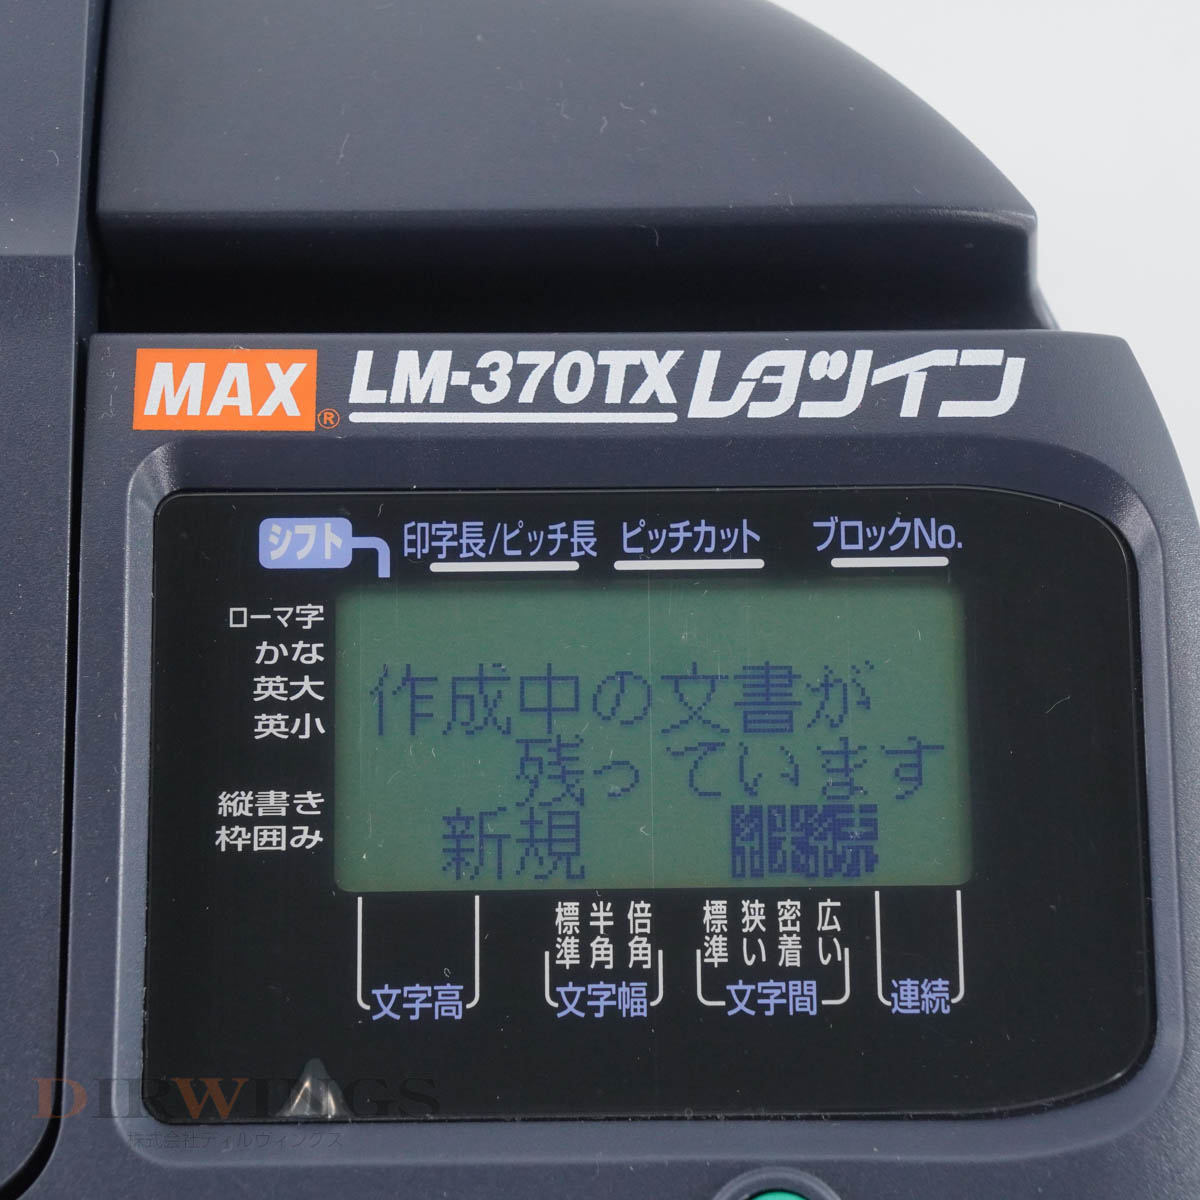 MAX® LM-370TX レタツイン
シフト 印字長/ピッチ長 ピッチカット ブロックNo.
ローマ字
かな
英大
英小
縦書き
枠囲み
作成中の文書が
残っています
新規 継続
標準 半角 倍角 標準 狭い 密着 広い
文字高 文字幅 文字間 連続
DIRWINGS
株式会社ディルウィングス